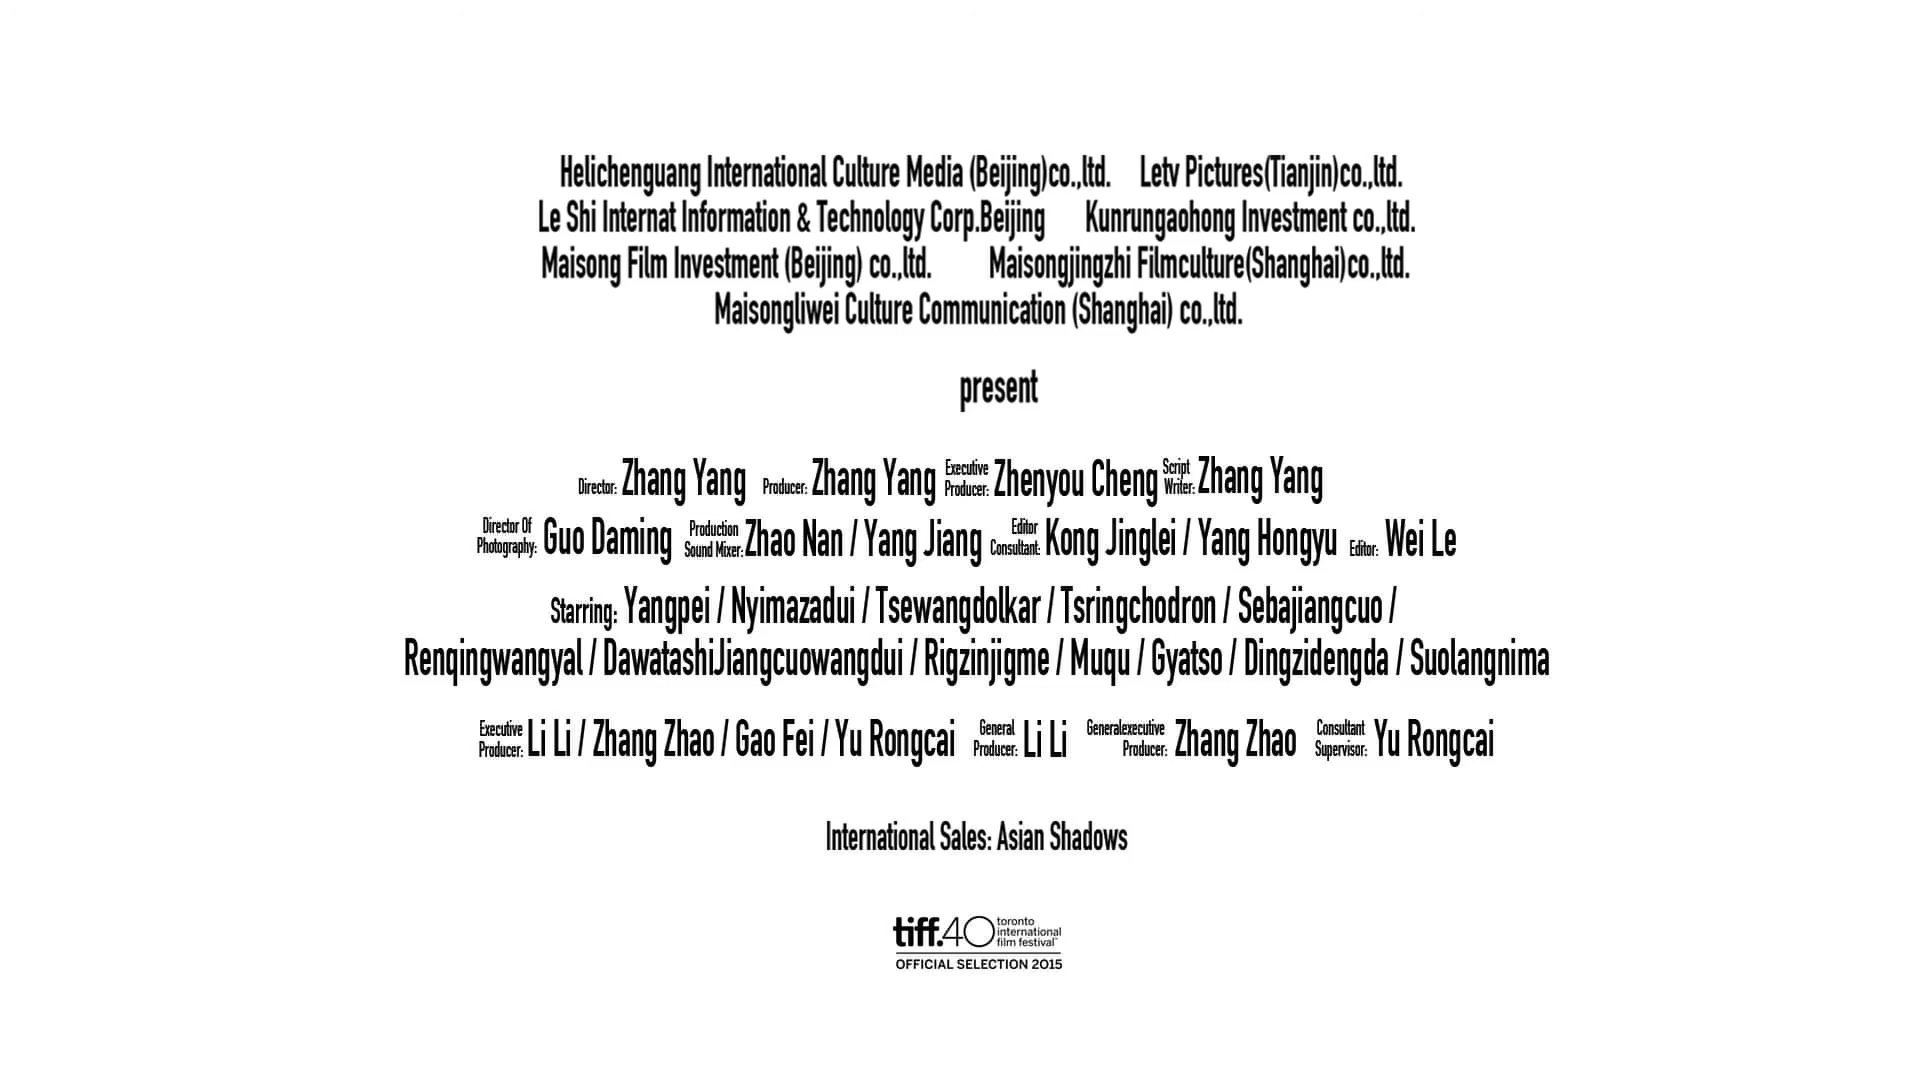 Helichenguang International Culture Media (Beijing)co.,ltd. Letv Pictures(Tianjin)co.,ltd.
Le Shi Internat Information & Technology Corp.Beijing Kunrungaohong Investment co.,ltd.
Maisong Film Investment (Beijing) co.,ltd. Maisongjingzhi Filmculture(Shanghai)co.,ltd.
Maisongliwei Culture Communication (Shanghai) co.,ltd.
present
Director: Zhang Yang Producer: Zhang Yang Executive Producer: Zhenyou Cheng Script Writer: Zhang Yang
Director Of Photography: Guo Daming Production Sound Mixer: Zhao Nan / Yang Jiang Editor Consultant: Kong Jinglei / Yang Hongyu Editor: Wei Le
Starring: Yangpei / Nyimazadui / Tsewangdolkar / Tsringchodron / Sebajiangcuo /
Renqingwangyal / DawatashiJiangcuowangdui / Rigzinjigme / Muqu / Gyatso / Dingzidengda / Suolangnima
Executive Producer: Li Li / Zhang Zhao / Gao Fei / Yu Rongcai General Producer: Li Li Generalexecutive Producer: Zhang Zhao Consultant Supervisor: Yu Rongcai
International Sales: Asian Shadows
tiff.40 toronto international film festival™
OFFICIAL SELECTION 2015